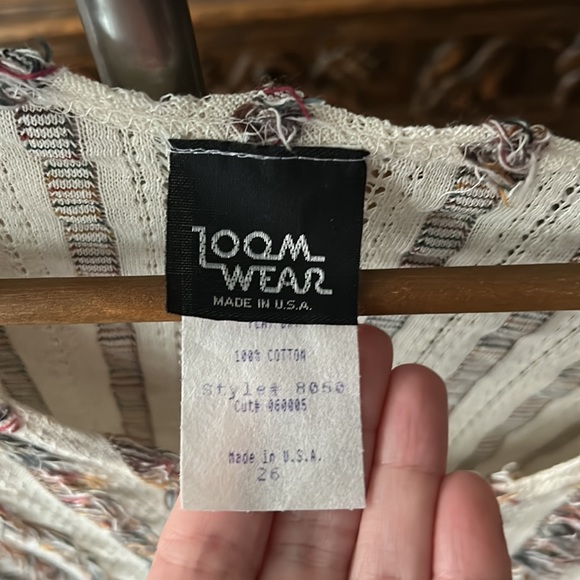 LOOM
WEAR
MADE IN U.S.A.
100% COTTON
Style# 8050
Cut# 060005
Made in U.S.A.
26